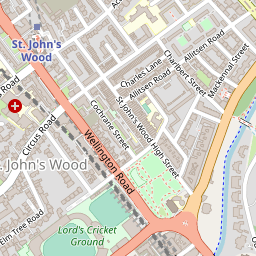 St. John's
Wood
Charles Lane
Allitsen Road
Allitsen Road
Charlbert Street
Mackennal Street
Road
Circus Road
Cochrane Street
St. John's Wood High Street
Wellington Road
t. John's Wood
Elm Tree Road
Lord's Cricket
Ground